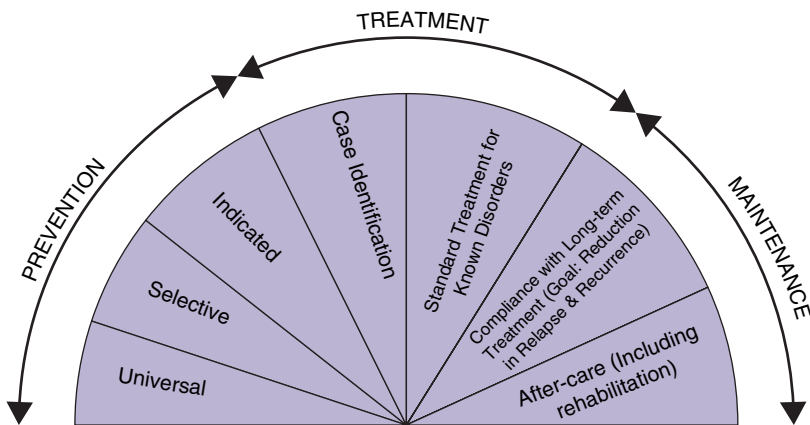 TREATMENT
PREVENTION
MAINTENANCE
Universal
Selective
Indicated
Case Identification
Standard Treatment for
Known Disorders
Compliance with Long-term
Treatment (Goal: Reduction
in Relapse & Recurrence)
After-care (Including
rehabilitation)